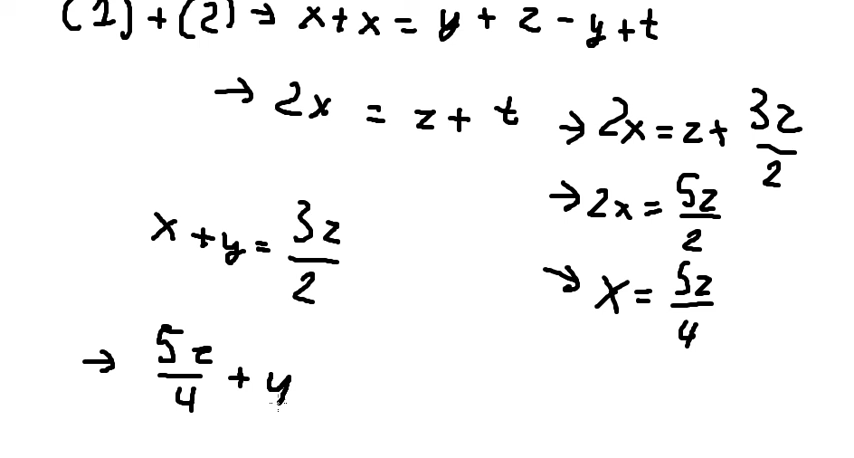 (1)+(2) → x+x = y + z - y + t
→ 2x = z + t → 2x = z + 3z/2
→ 2x = 5z/2
x + y = 3z/2
→ x = 5z/4
→ 5z/4 + y